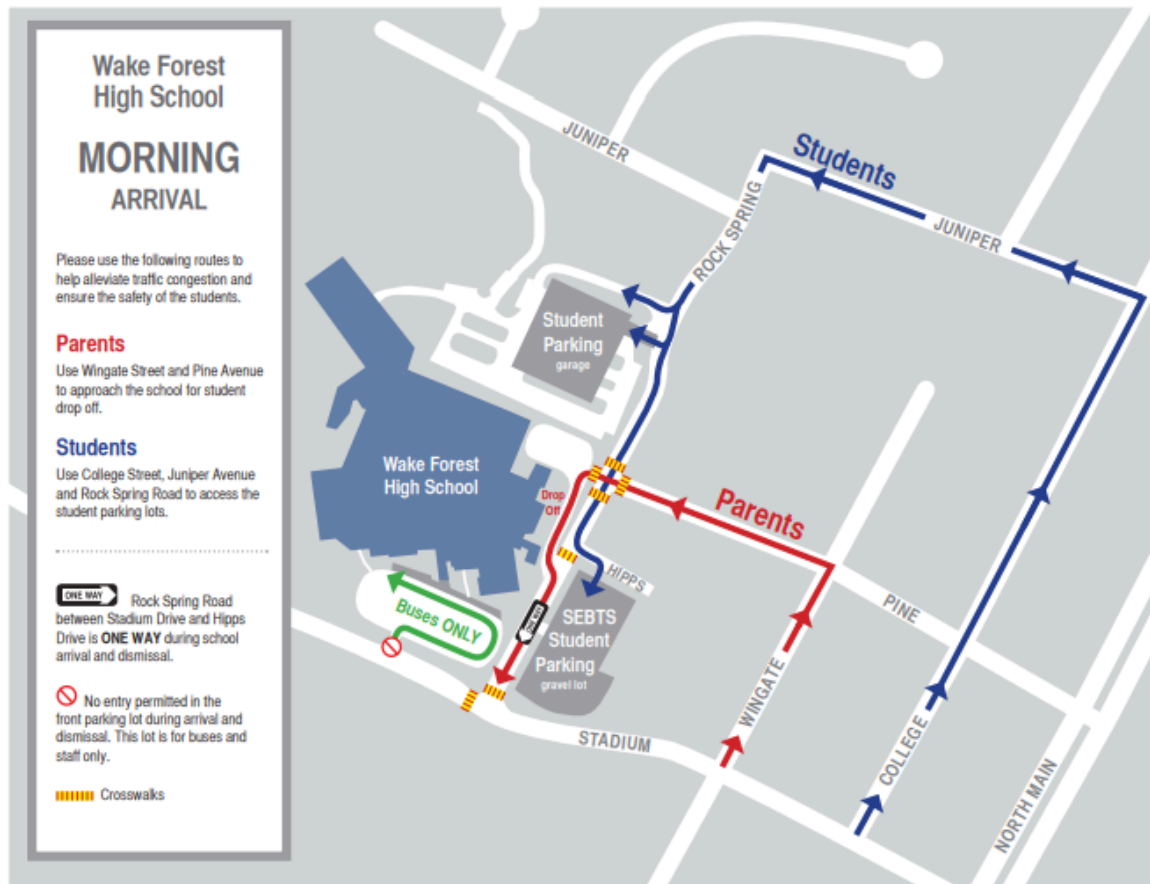 Wake Forest
High School
MORNING
ARRIVAL
Please use the following routes to
help alleviate traffic congestion and
ensure the safety of the students.
Parents
Use Wingate Street and Pine Avenue
to approach the school for student
drop off.
Students
Use College Street, Juniper Avenue
and Rock Spring Road to access the
student parking lots.
ONE WAY Rock Spring Road
between Stadium Drive and Hipps
Drive is ONE WAY during school
arrival and dismissal.
No entry permitted in the
front parking lot during arrival and
dismissal. This lot is for buses and
staff only.
Crosswalks
JUNIPER
Students
ROCK SPRING
JUNIPER
Student
Parking
garage
Wake Forest
High School
Drop
Off
Parents
HIPPS
PINE
Buses ONLY
ONE WAY
SEBTS
Student
Parking
gravel lot
WINGATE
STADIUM
COLLEGE
NORTH MAIN